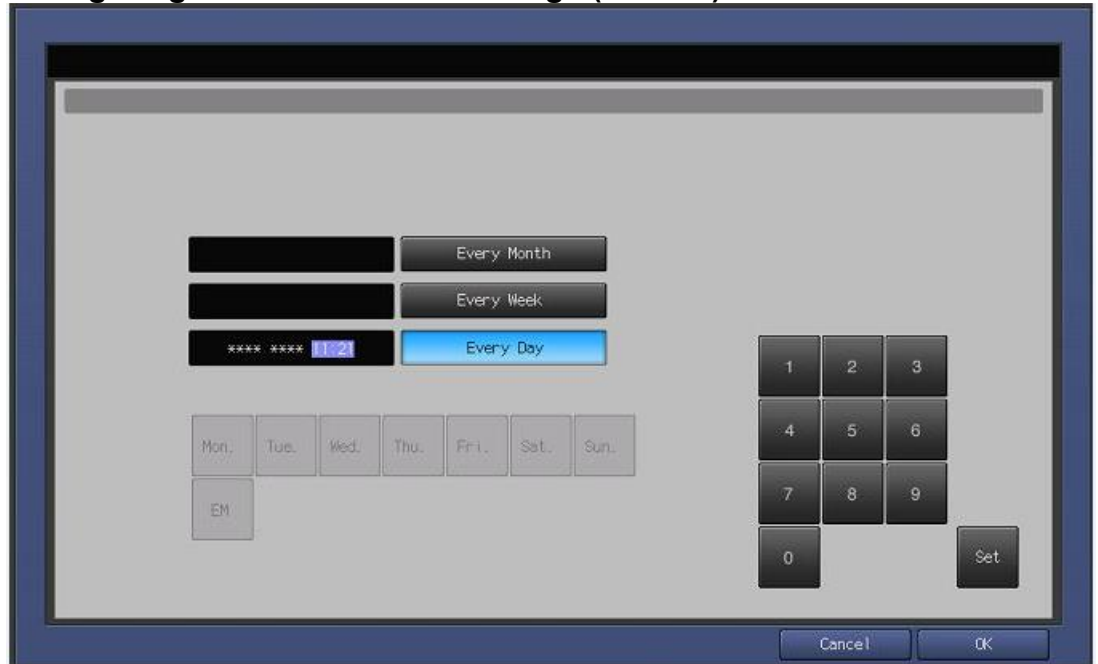 Every Month
Every Week
**** **** 11:21 Every Day
1 2 3
Mon. Tue. Wed. Thu. Fri. Sat. Sun.
4 5 6
EM
7 8 9
0 Set
Cancel OK